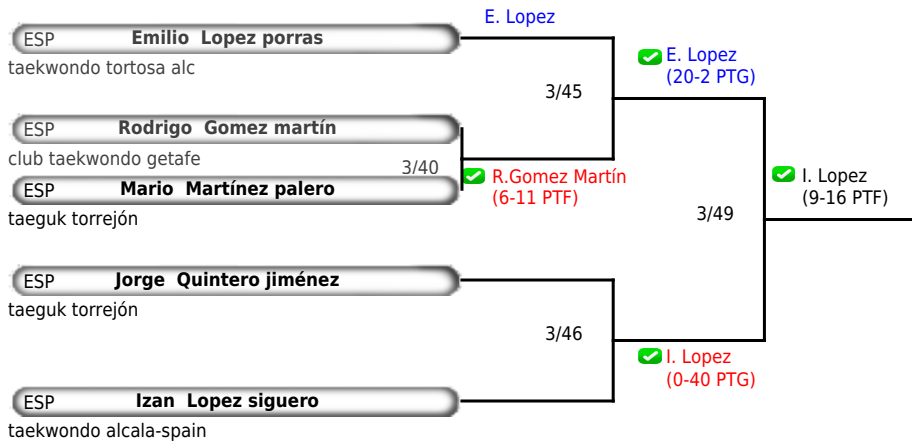 E. Lopez
ESP Emilio Lopez porras
taekwondo tortosa alc
E. Lopez
(20-2 PTG)
3/45
ESP Rodrigo Gomez martín
club taekwondo getafe
3/40
R.Gomez Martín
(6-11 PTF)
ESP Mario Martínez palero
taeguk torrejón
I. Lopez
(9-16 PTF)
3/49
ESP Jorge Quintero jiménez
taeguk torrejón
3/46
I. Lopez
(0-40 PTG)
ESP Izan Lopez siguero
taekwondo alcala-spain